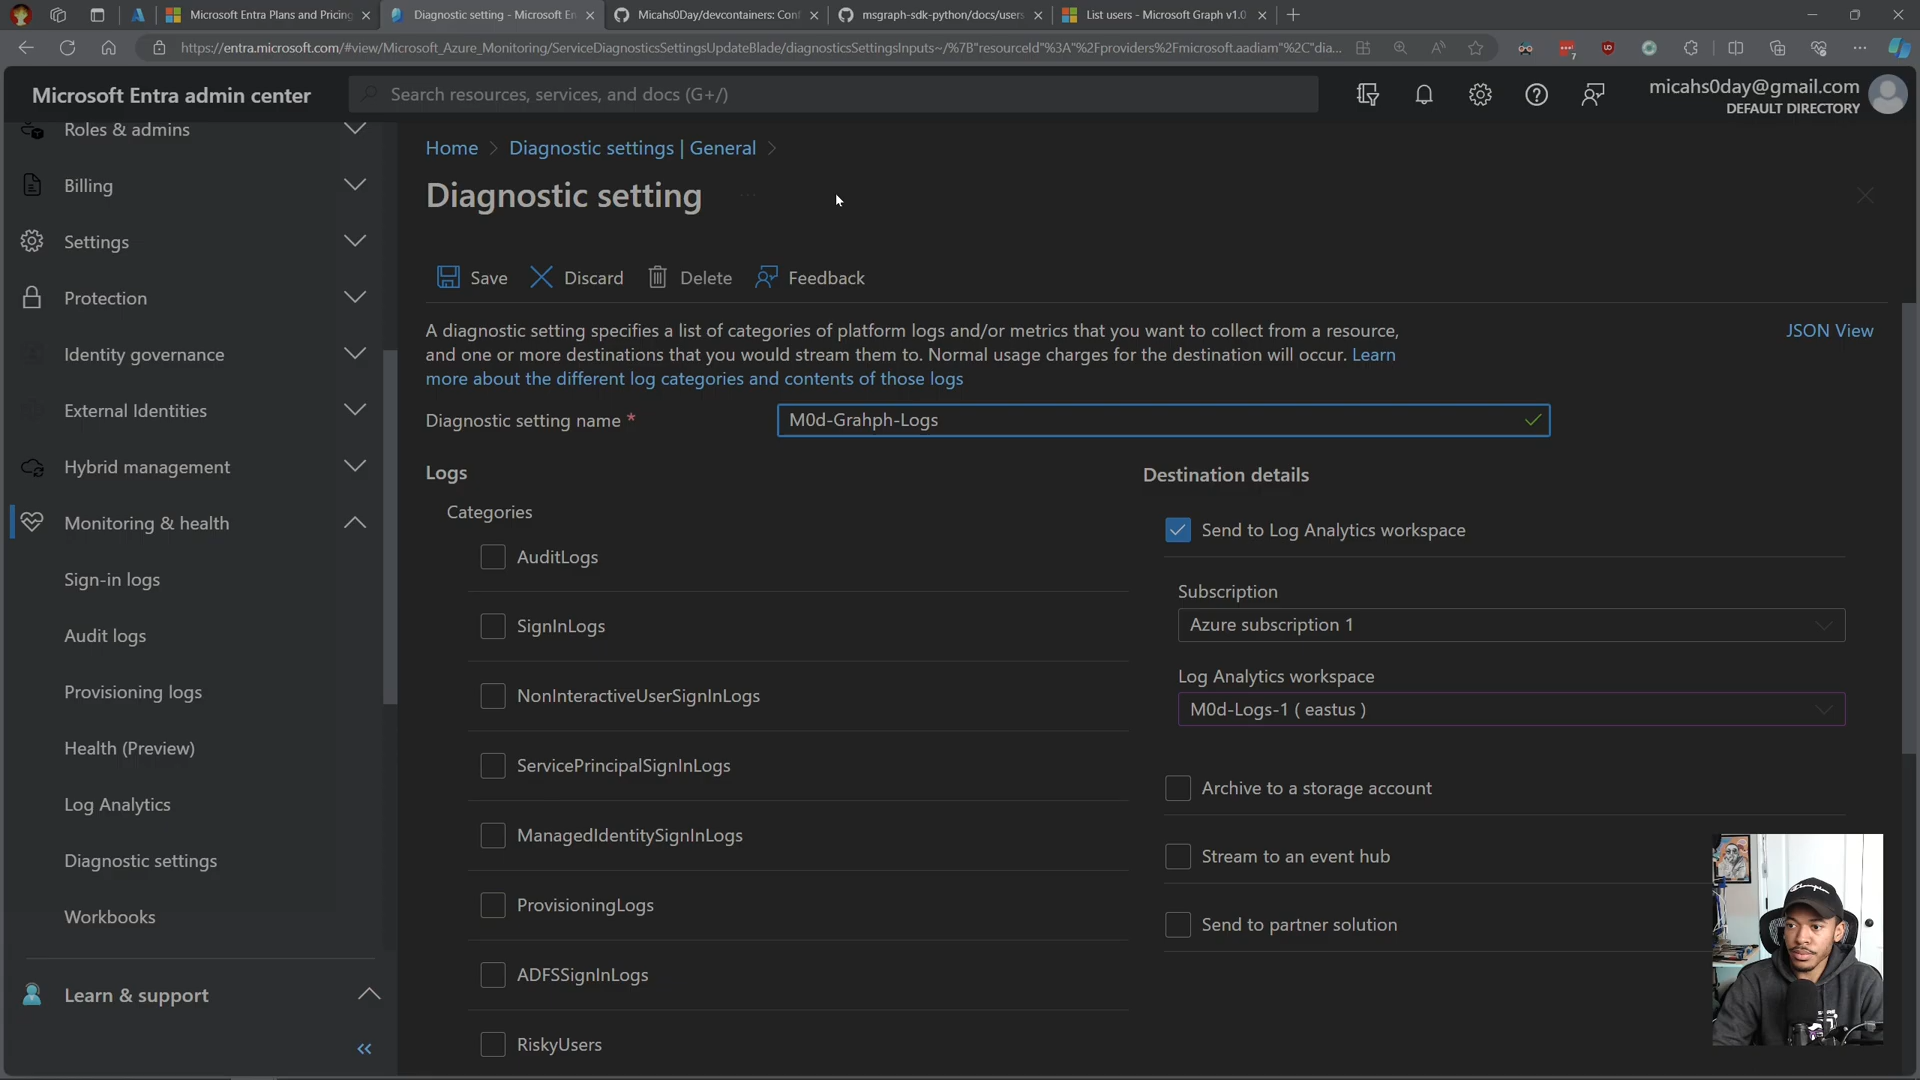 Microsoft Entra Plans and Pricing
Diagnostic setting - Microsoft En
Micahs0Day/devcontainers: Conf
msgraph-sdk-python/docs/users
List users - Microsoft Graph v1.0
https://entra.microsoft.com/#view/Microsoft_Azure_Monitoring/ServiceDiagnosticsSettingsUpdateBlade/diagnosticsSettingsInputs~/%7B"resourceId"%3A"%2Fproviders%2Fmicrosoft.aadiam"%2C"dia...
7
Microsoft Entra admin center
Search resources, services, and docs (G+/)
micahs0day@gmail.com
DEFAULT DIRECTORY
Roles & admins
Billing
Settings
Protection
Identity governance
External Identities
Hybrid management
Monitoring & health
Sign-in logs
Audit logs
Provisioning logs
Health (Preview)
Log Analytics
Diagnostic settings
Workbooks
Learn & support
Home > Diagnostic settings | General >
Diagnostic setting ...
Save
Discard
Delete
Feedback
A diagnostic setting specifies a list of categories of platform logs and/or metrics that you want to collect from a resource,
and one or more destinations that you would stream them to. Normal usage charges for the destination will occur. Learn
more about the different log categories and contents of those logs
JSON View
Diagnostic setting name *
M0d-Grahph-Logs
Logs
Categories
AuditLogs
SignInLogs
NonInteractiveUserSignInLogs
ServicePrincipalSignInLogs
ManagedIdentitySignInLogs
ProvisioningLogs
ADFSSignInLogs
RiskyUsers
Destination details
Send to Log Analytics workspace
Subscription
Azure subscription 1
Log Analytics workspace
M0d-Logs-1 ( eastus )
Archive to a storage account
Stream to an event hub
Send to partner solution
Champion